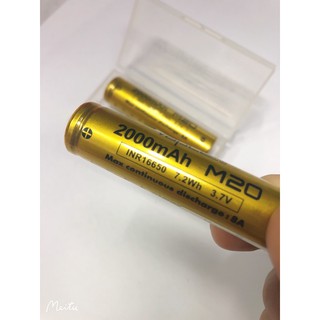 2000mAh M20
INR16650 7.2Wh 3.7V
Max continuous discharge: 8A
Meitu